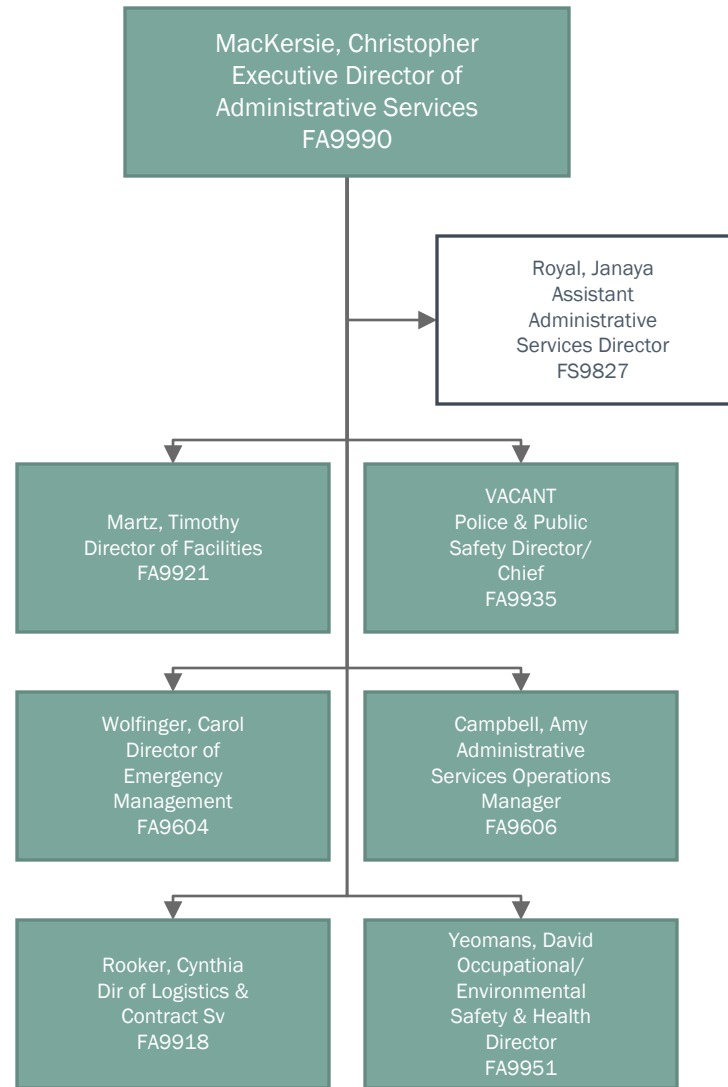 MacKersie, Christopher
Executive Director of
Administrative Services
FA9990
Royal, Janaya
Assistant
Administrative
Services Director
FS9827
Martz, Timothy
Director of Facilities
FA9921
VACANT
Police & Public
Safety Director/
Chief
FA9935
Wolfinger, Carol
Director of
Emergency
Management
FA9604
Campbell, Amy
Administrative
Services Operations
Manager
FA9606
Rooker, Cynthia
Dir of Logistics &
Contract Sv
FA9918
Yeomans, David
Occupational/
Environmental
Safety & Health
Director
FA9951